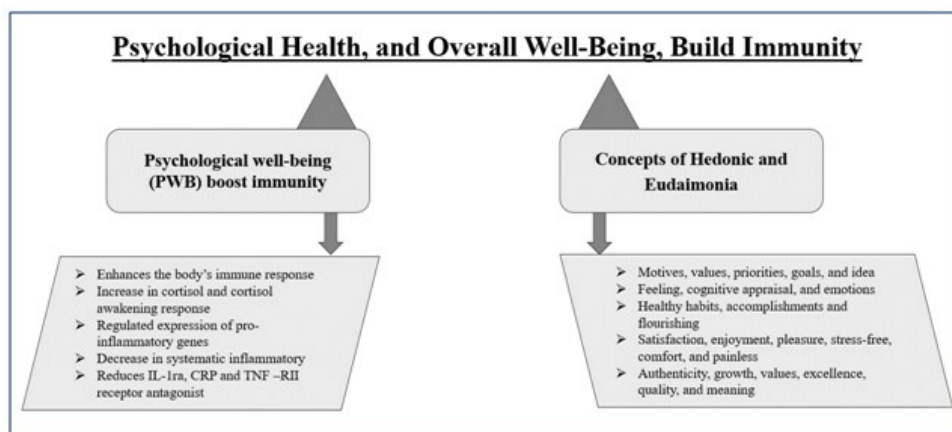 Psychological Health, and Overall Well-Being, Build Immunity
Psychological well-being
(PWB) boost immunity
➤ Enhances the body's immune response
➤ Increase in cortisol and cortisol
awakening response
➤ Regulated expression of pro-
inflammatory genes
➤ Decrease in systematic inflammatory
➤ Reduces IL-1ra, CRP and TNF –RII
receptor antagonist
Concepts of Hedonic and
Eudaimonia
➤ Motives, values, priorities, goals, and idea
➤ Feeling, cognitive appraisal, and emotions
➤ Healthy habits, accomplishments and
flourishing
➤ Satisfaction, enjoyment, pleasure, stress-free,
comfort, and painless
➤ Authenticity, growth, values, excellence,
quality, and meaning